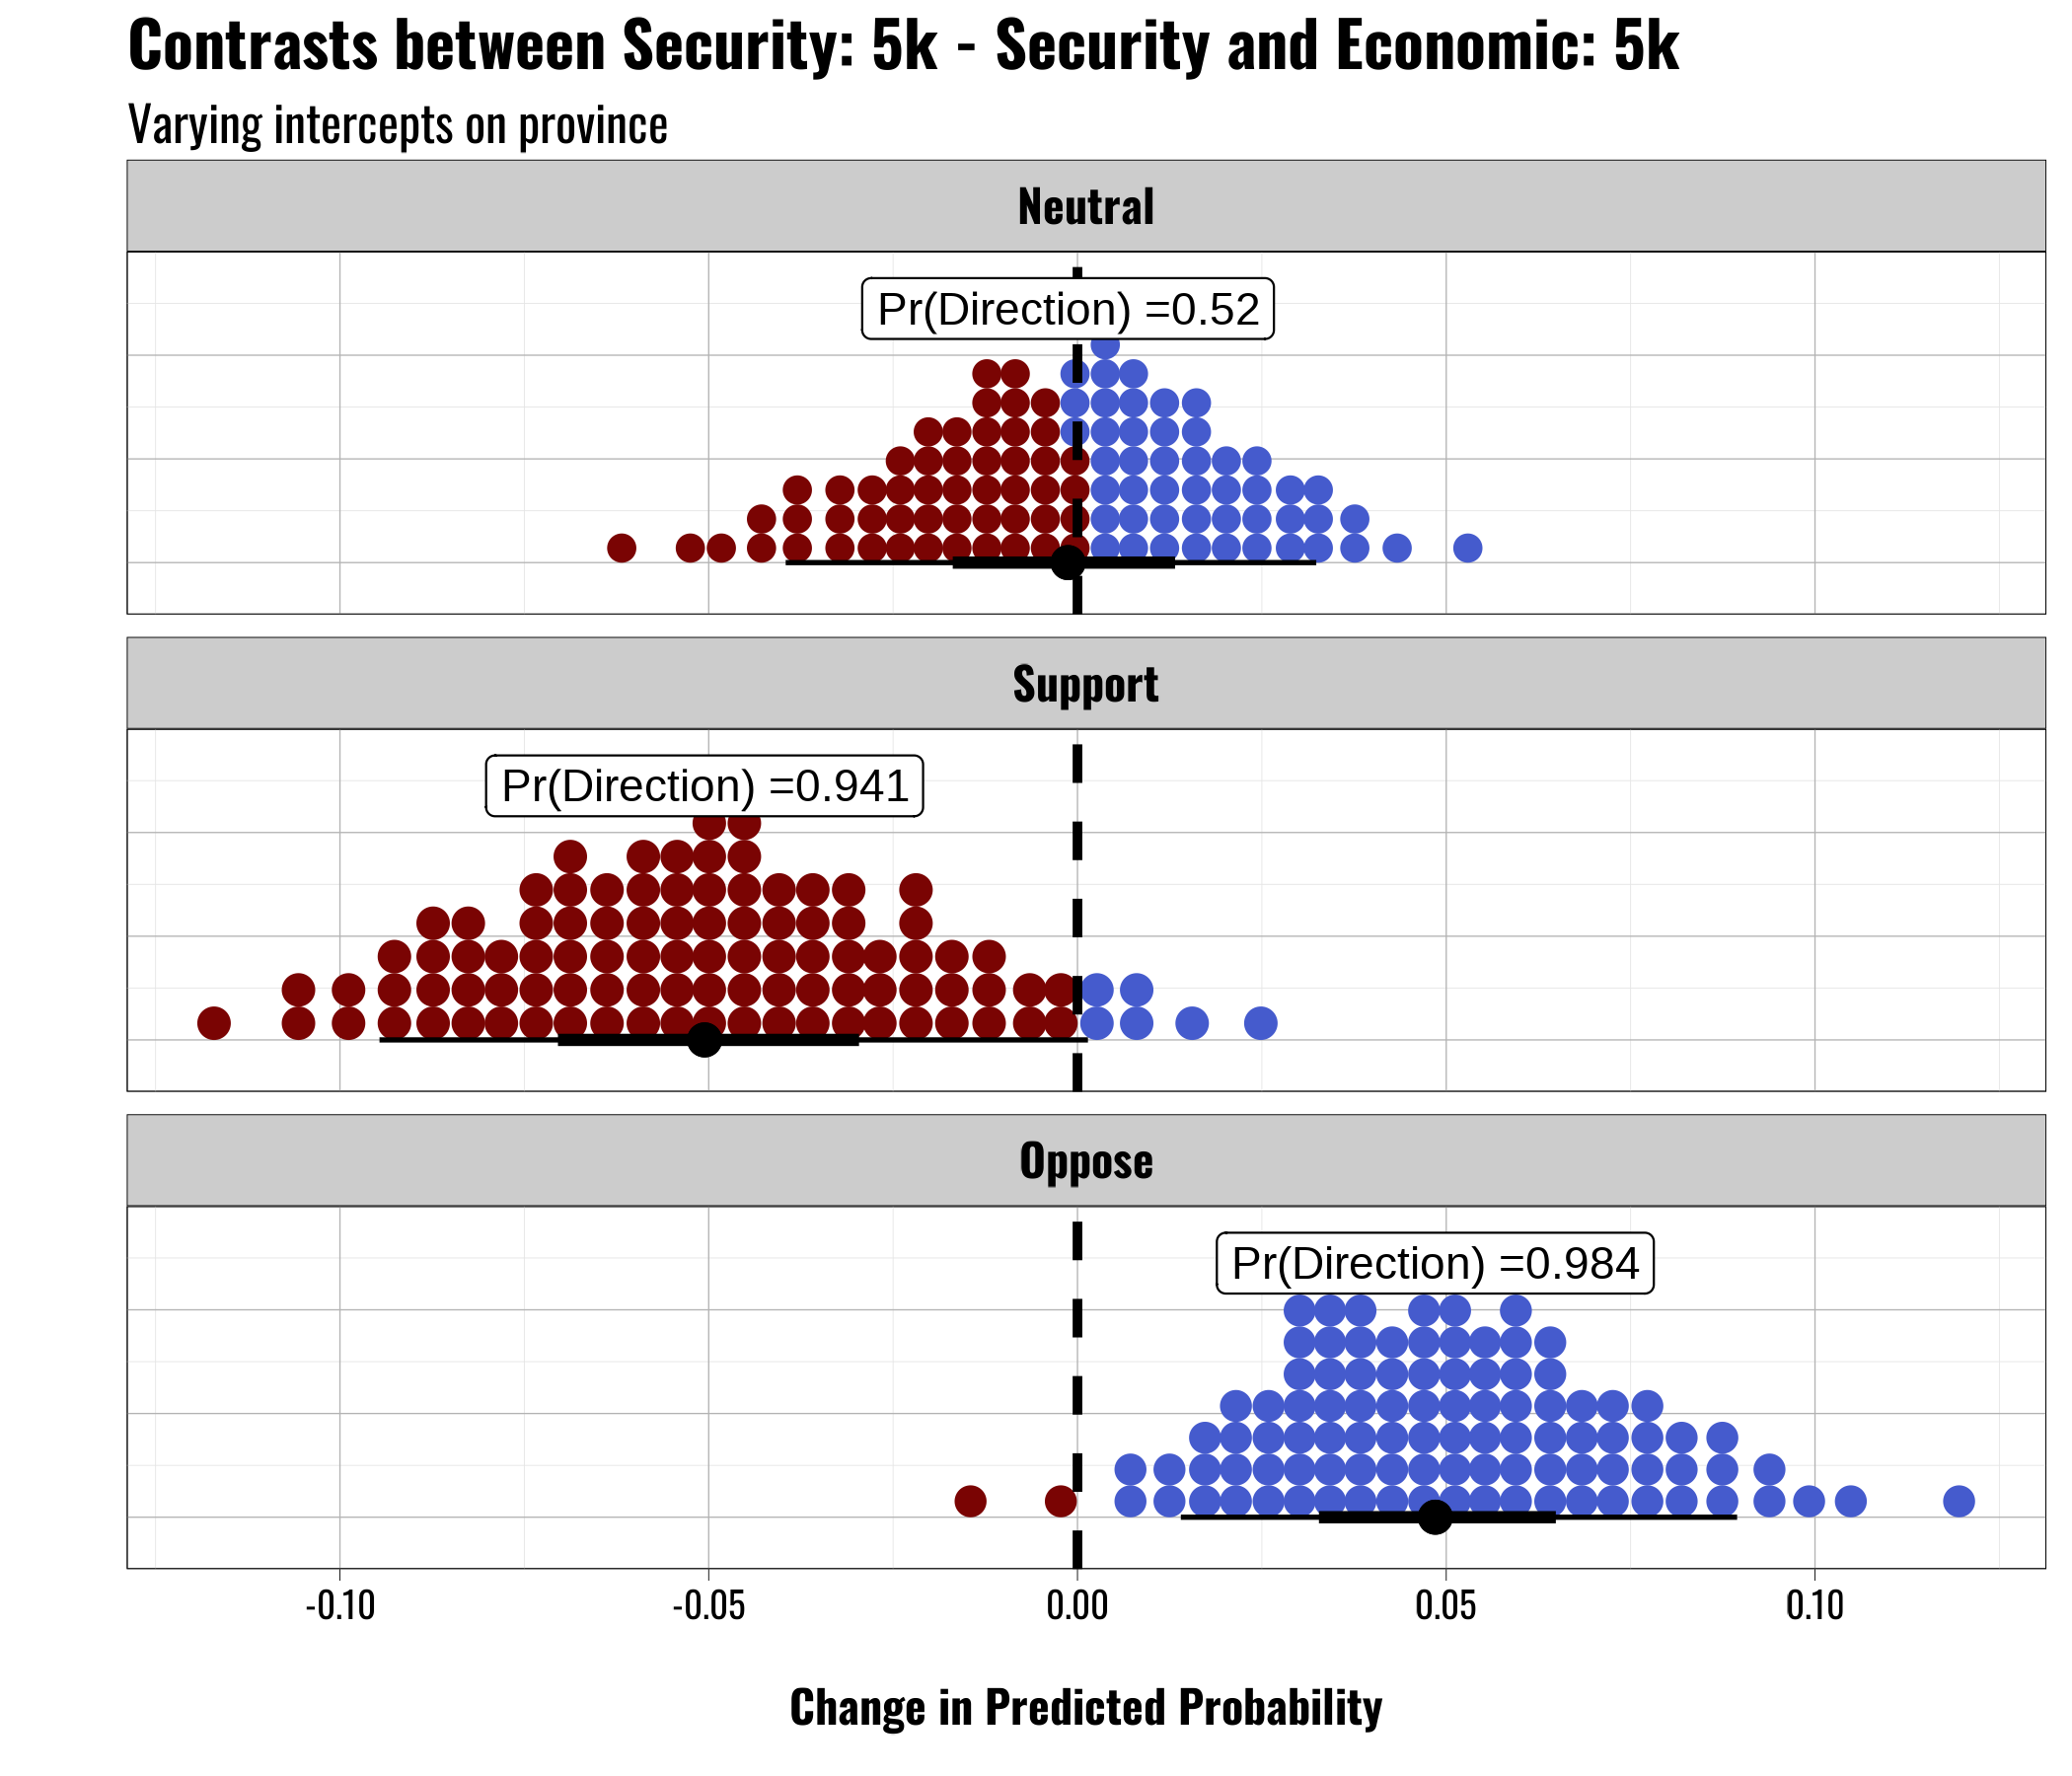 Contrasts between Security: 5k - Security and Economic: 5k
Varying intercepts on province
Neutral
Pr(Direction) =0.52
Support
Pr(Direction) =0.941
Oppose
Pr(Direction) =0.984
-0.10 -0.05 0.00 0.05 0.10
Change in Predicted Probability